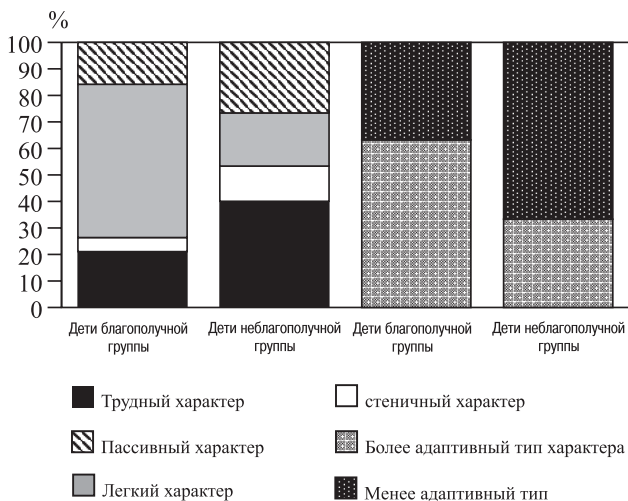 %
100
90
80
70
60
50
40
30
20
10
0
Дети благополучной группы
Дети неблагополучной группы
Дети благополучной группы
Дети неблагополучной группы
Трудный характер
стеничный характер
Пассивный характер
Более адаптивный тип характера
Легкий характер
Менее адаптивный тип